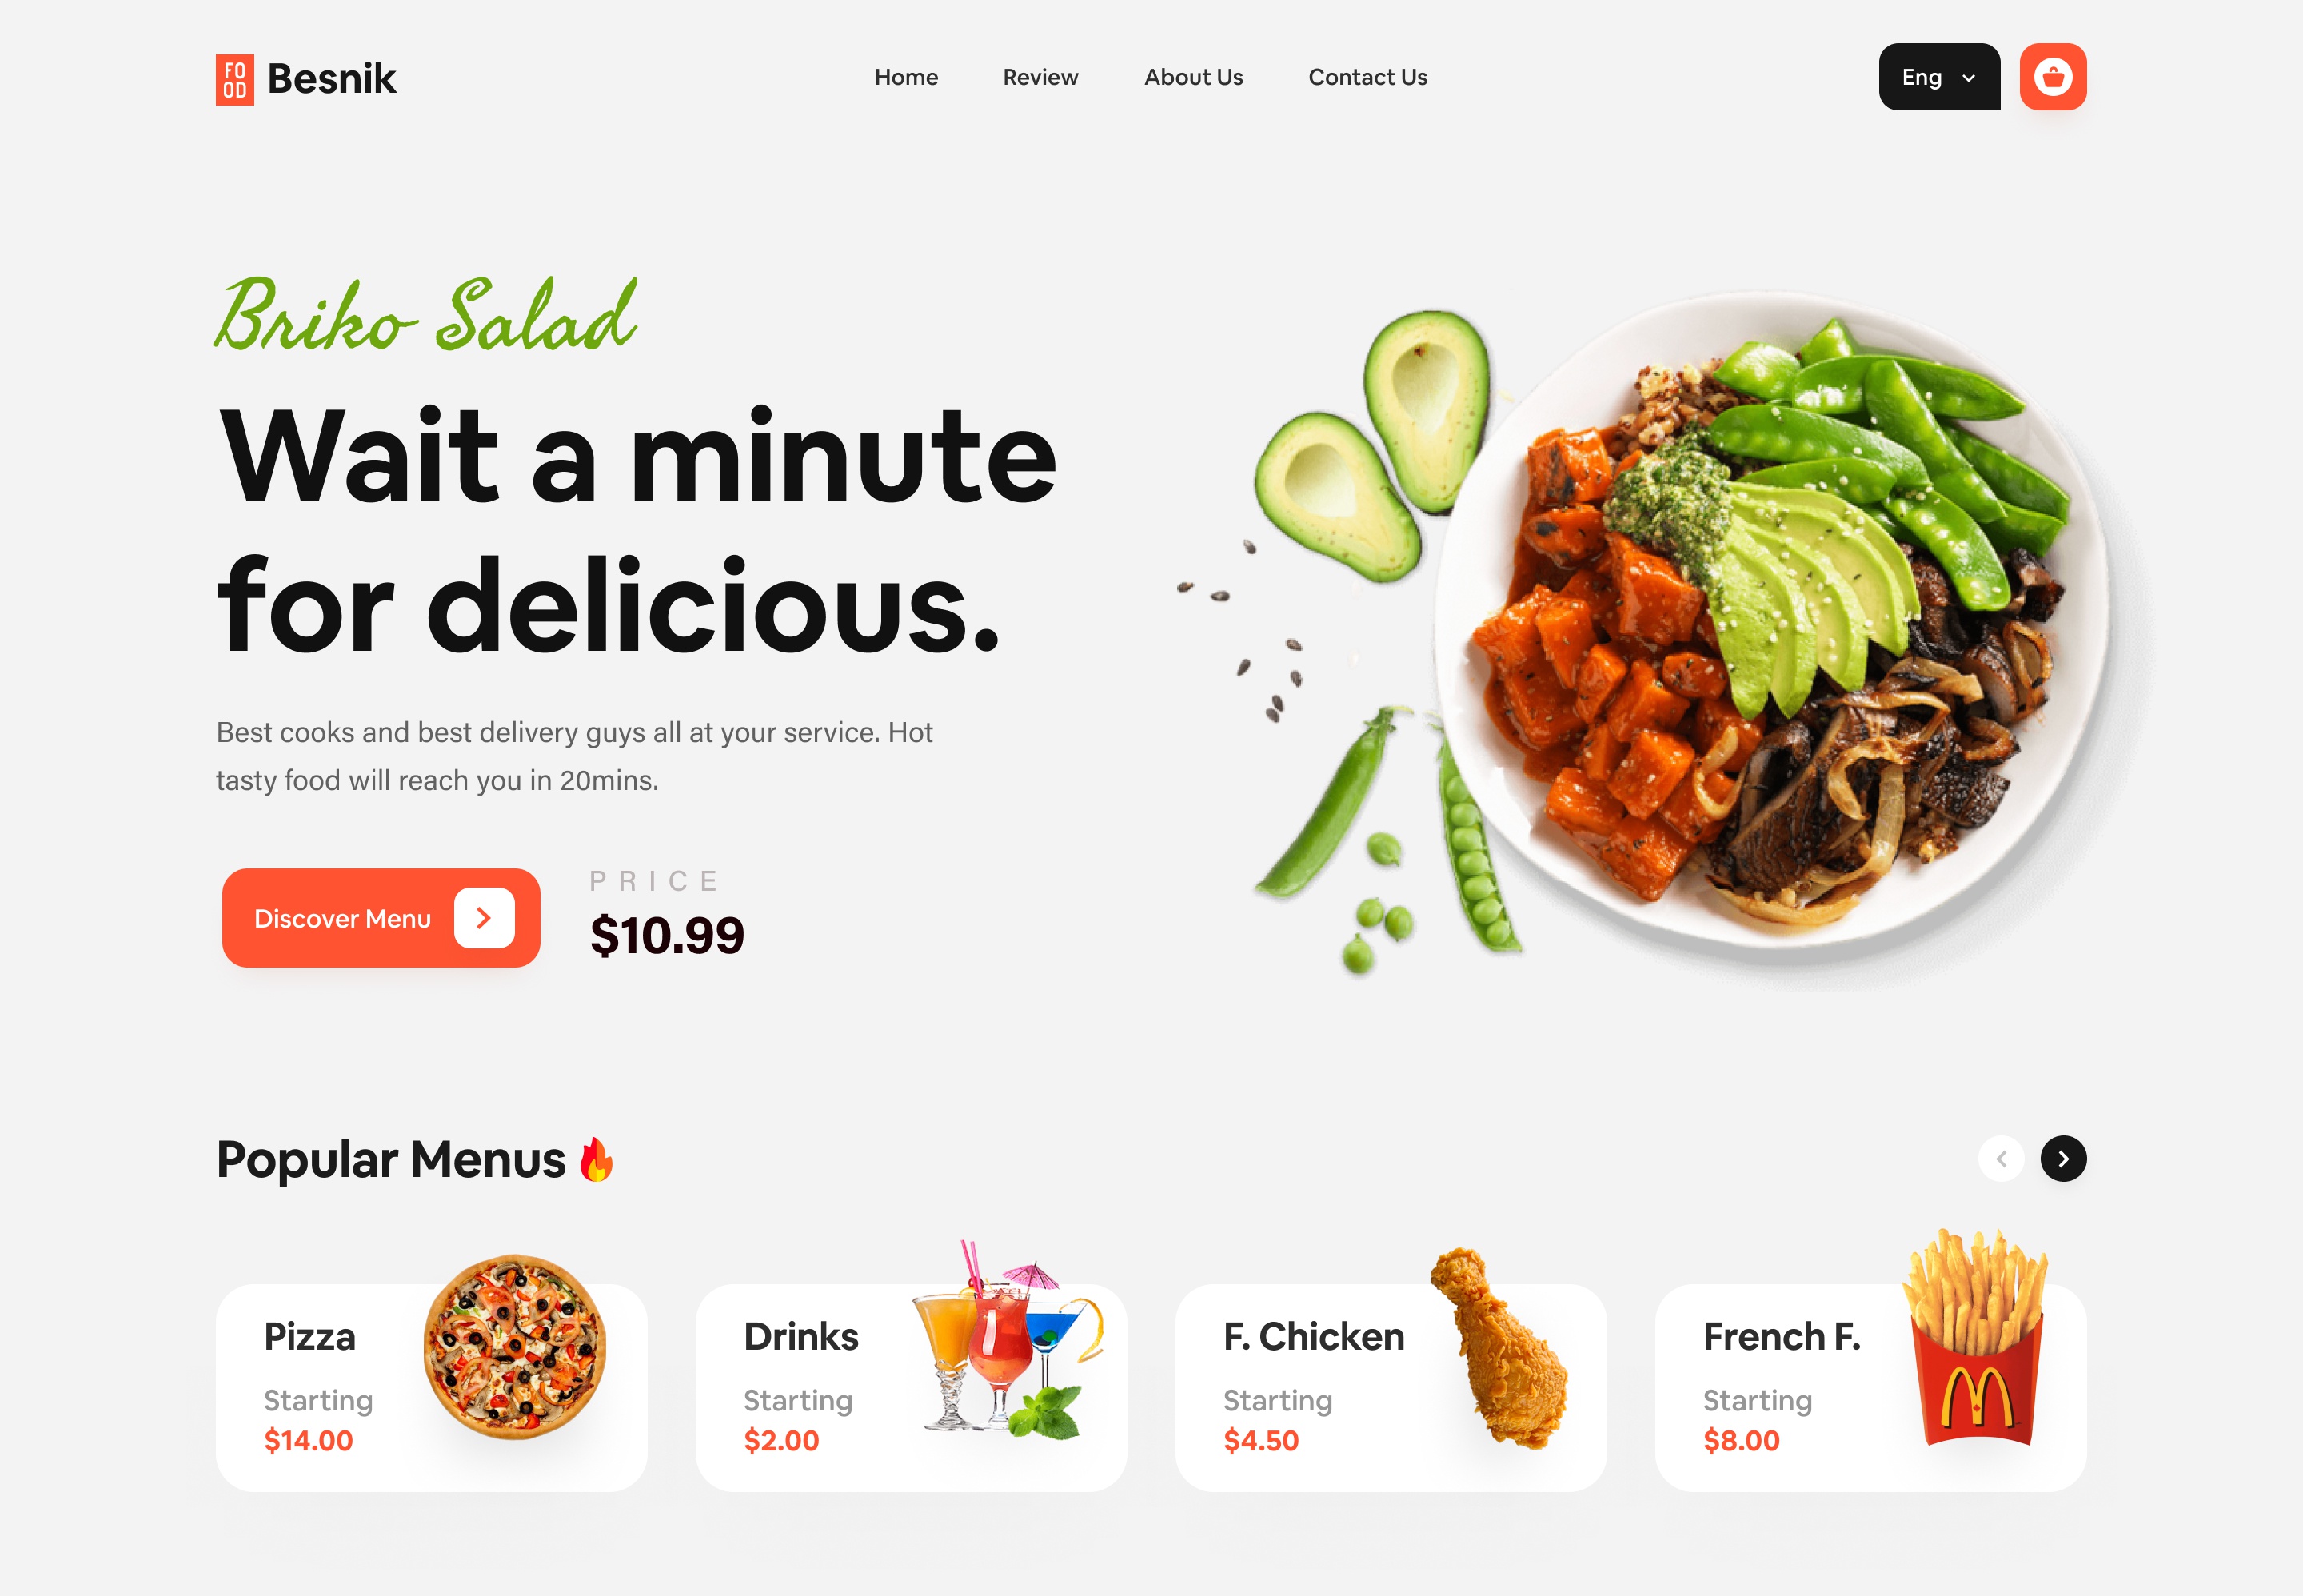 FO
OD
Besnik
Home
Review
About Us
Contact Us
Eng
Briko Salad
Wait a minute
for delicious.
Best cooks and best delivery guys all at your service. Hot
tasty food will reach you in 20mins.
Discover Menu
PRICE
$10.99
Popular Menus
Pizza
Starting
$14.00
Drinks
Starting
$2.00
F. Chicken
Starting
$4.50
French F.
Starting
$8.00